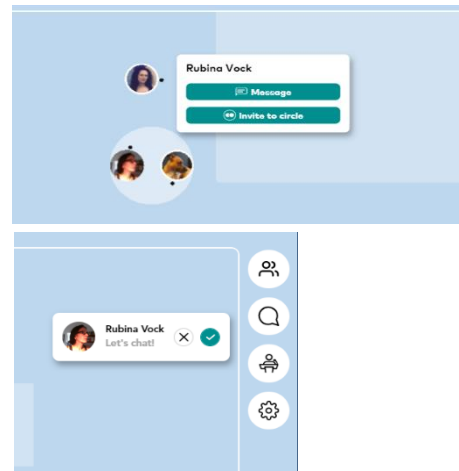 Rubina Vock
Message
Invite to circle
Rubina Vock
Let's chat!